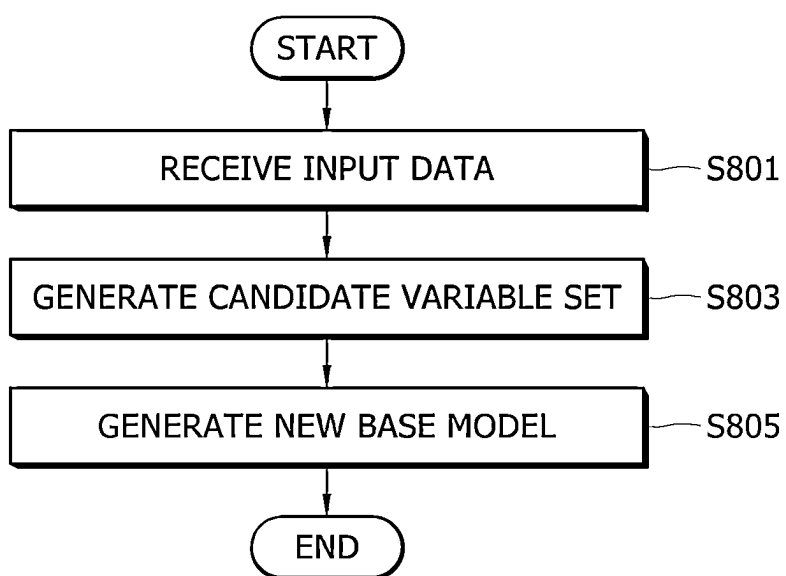 START
RECEIVE INPUT DATA
S801
GENERATE CANDIDATE VARIABLE SET
S803
GENERATE NEW BASE MODEL
S805
END